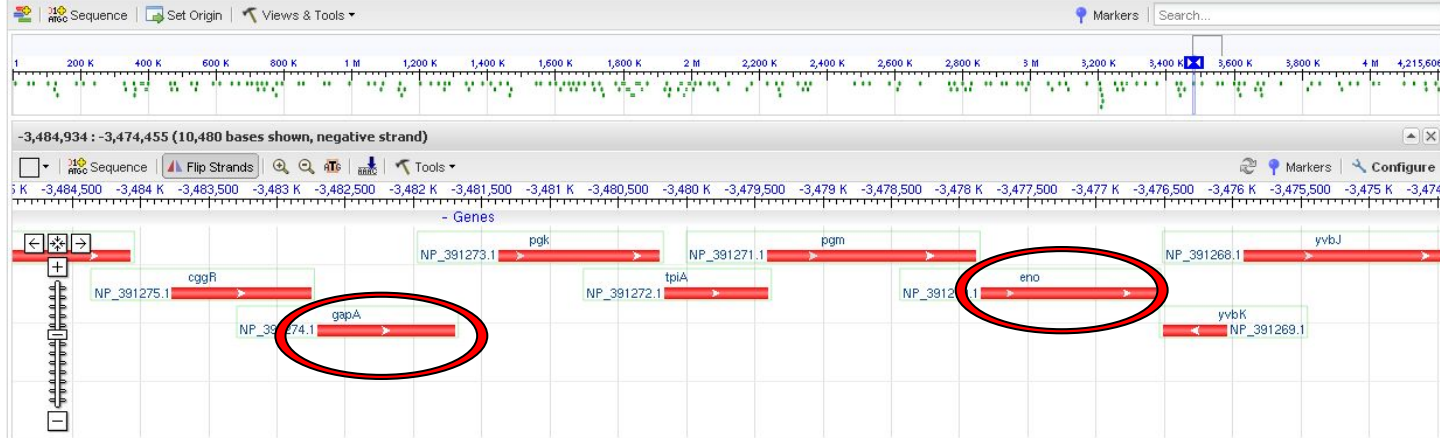 Sequence Set Origin Views & Tools Markers Search...
1 200 K 400 K 600 K 800 K 1 M 1,200 K 1,400 K 1,600 K 1,800 K 2 M 2,200 K 2,400 K 2,600 K 2,800 K 3 M 3,200 K 3,400 K 3,600 K 3,800 K 4 M 4,215,606
-3,484,934 : -3,474,455 (10,480 bases shown, negative strand)
Sequence Flip Strands Tools Markers Configure
5 K -3,484,500 -3,484 K -3,483,500 -3,483 K -3,482,500 -3,482 K -3,481,500 -3,481 K -3,480,500 -3,480 K -3,479,500 -3,479 K -3,478,500 -3,478 K -3,477,500 -3,477 K -3,476,500 -3,476 K -3,475,500 -3,475 K -3,474
- Genes
pgk pgm yvbJ
NP_391273.1 NP_391271.1 NP_391268.1
cggR tpiA eno
NP_391275.1 NP_391272.1
gapA yvbK
NP_391269.1